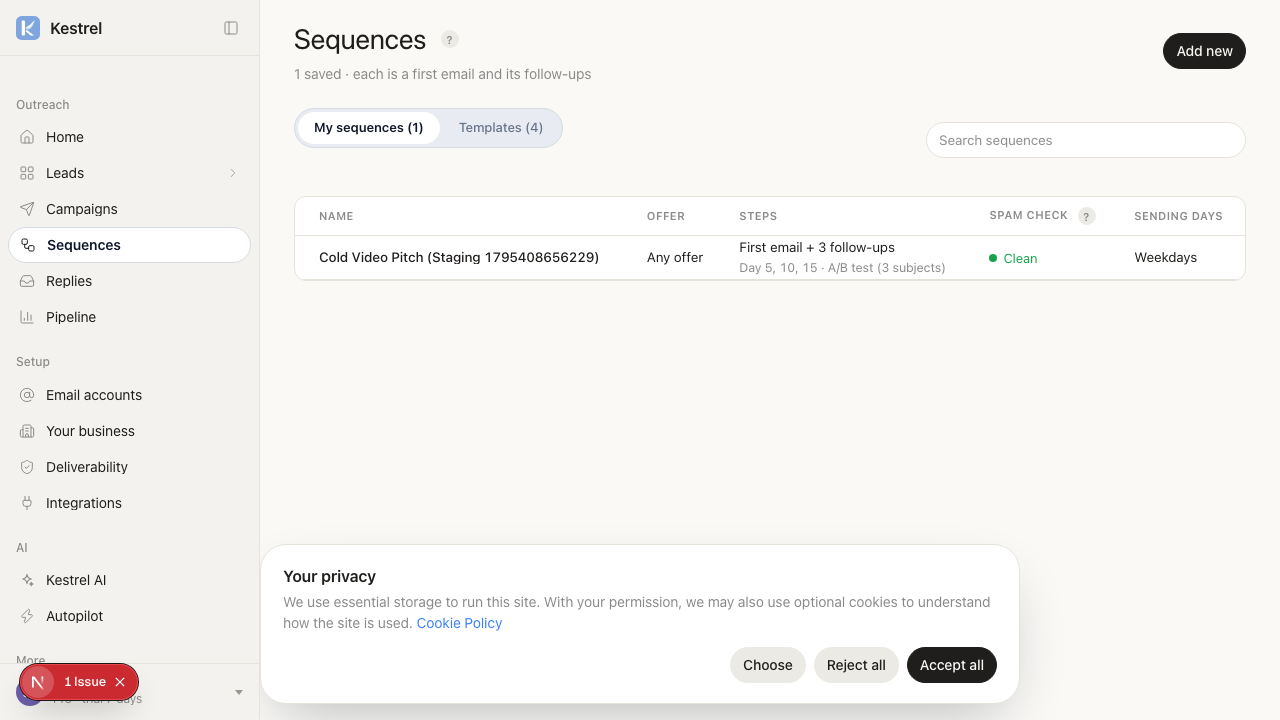 Kestrel
Outreach
Home
Leads
Campaigns
Sequences
Replies
Pipeline
Setup
Email accounts
Your business
Deliverability
Integrations
AI
Kestrel AI
Autopilot
More
1 Issue
Sequences ?
1 saved · each is a first email and its follow-ups
Add new
My sequences (1) Templates (4)
Search sequences
NAME OFFER STEPS SPAM CHECK ? SENDING DAYS
Cold Video Pitch (Staging 1795408656229) Any offer First email + 3 follow-ups Clean Weekdays
Day 5, 10, 15 · A/B test (3 subjects)
Your privacy
We use essential storage to run this site. With your permission, we may also use optional cookies to understand
how the site is used. Cookie Policy
Choose Reject all Accept all